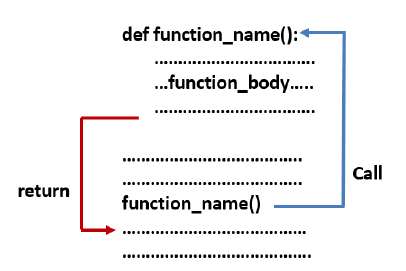 def function_name():
................................
...function_body.....
................................
....................................
....................................
Call
return
function_name()
.....................................
......................................